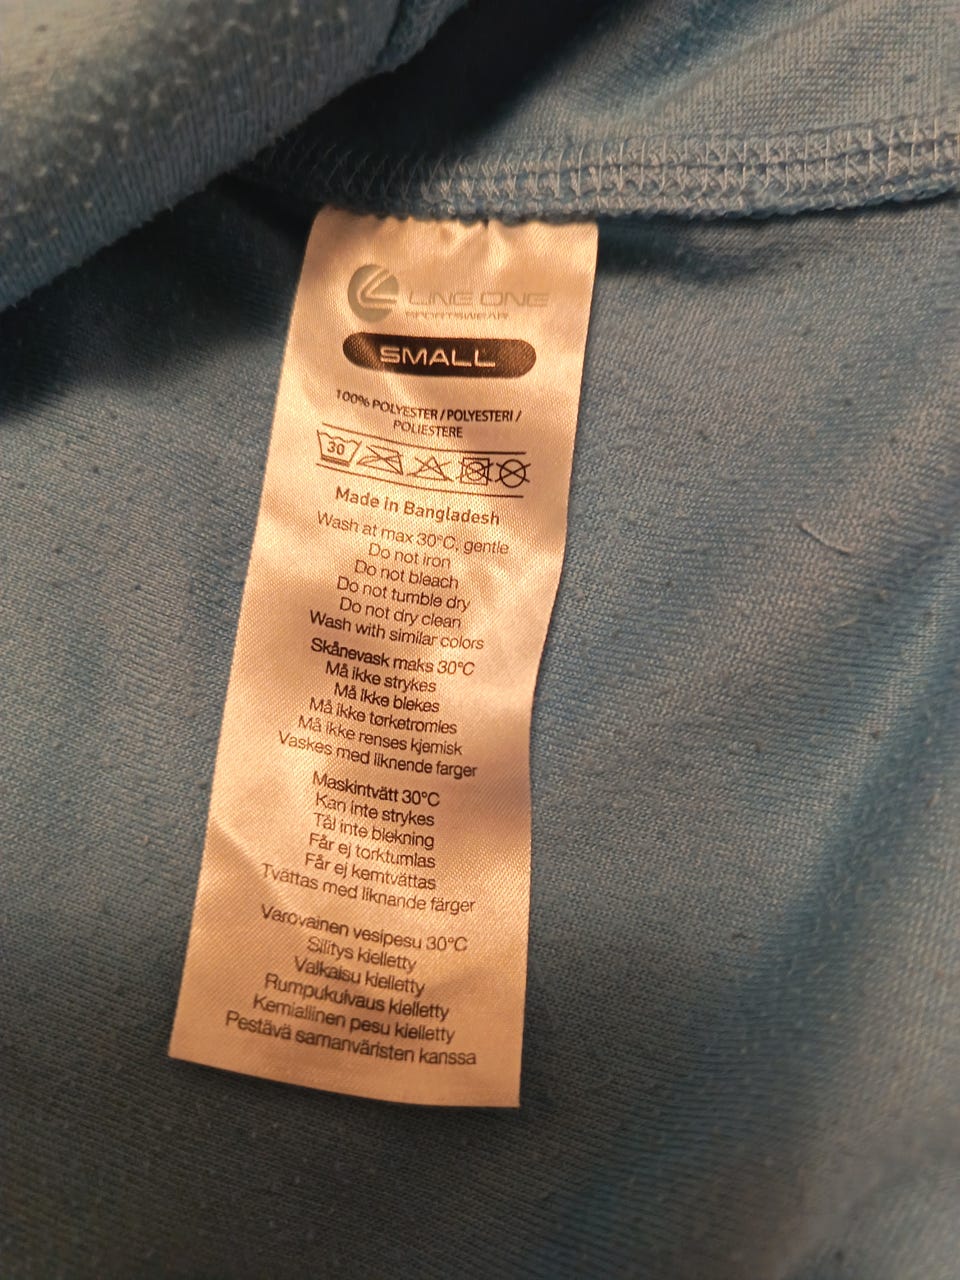 LINE ONE
SPORTSWEAR
SMALL
100% POLYESTER / POLYESTERI /
POLIESTERE
30
Made in Bangladesh
Wash at max 30°C, gentle
Do not iron
Do not bleach
Do not tumble dry
Do not dry clean
Wash with similar colors
Skånevask maks 30°C
Må ikke strykes
Må ikke blekes
Må ikke tørketromles
Må ikke renses kjemisk
Vaskes med liknende farger
Maskintvätt 30°C
Kan inte strykes
Tål inte blekning
Får ej torktumlas
Får ej kemtvättas
Tvättas med liknande färger
Varovainen vesipesu 30°C
Silitys kielletty
Valkaisu kielletty
Rumpukuivaus kielletty
Kemiallinen pesu kielletty
Pestävä samanväristen kanssa